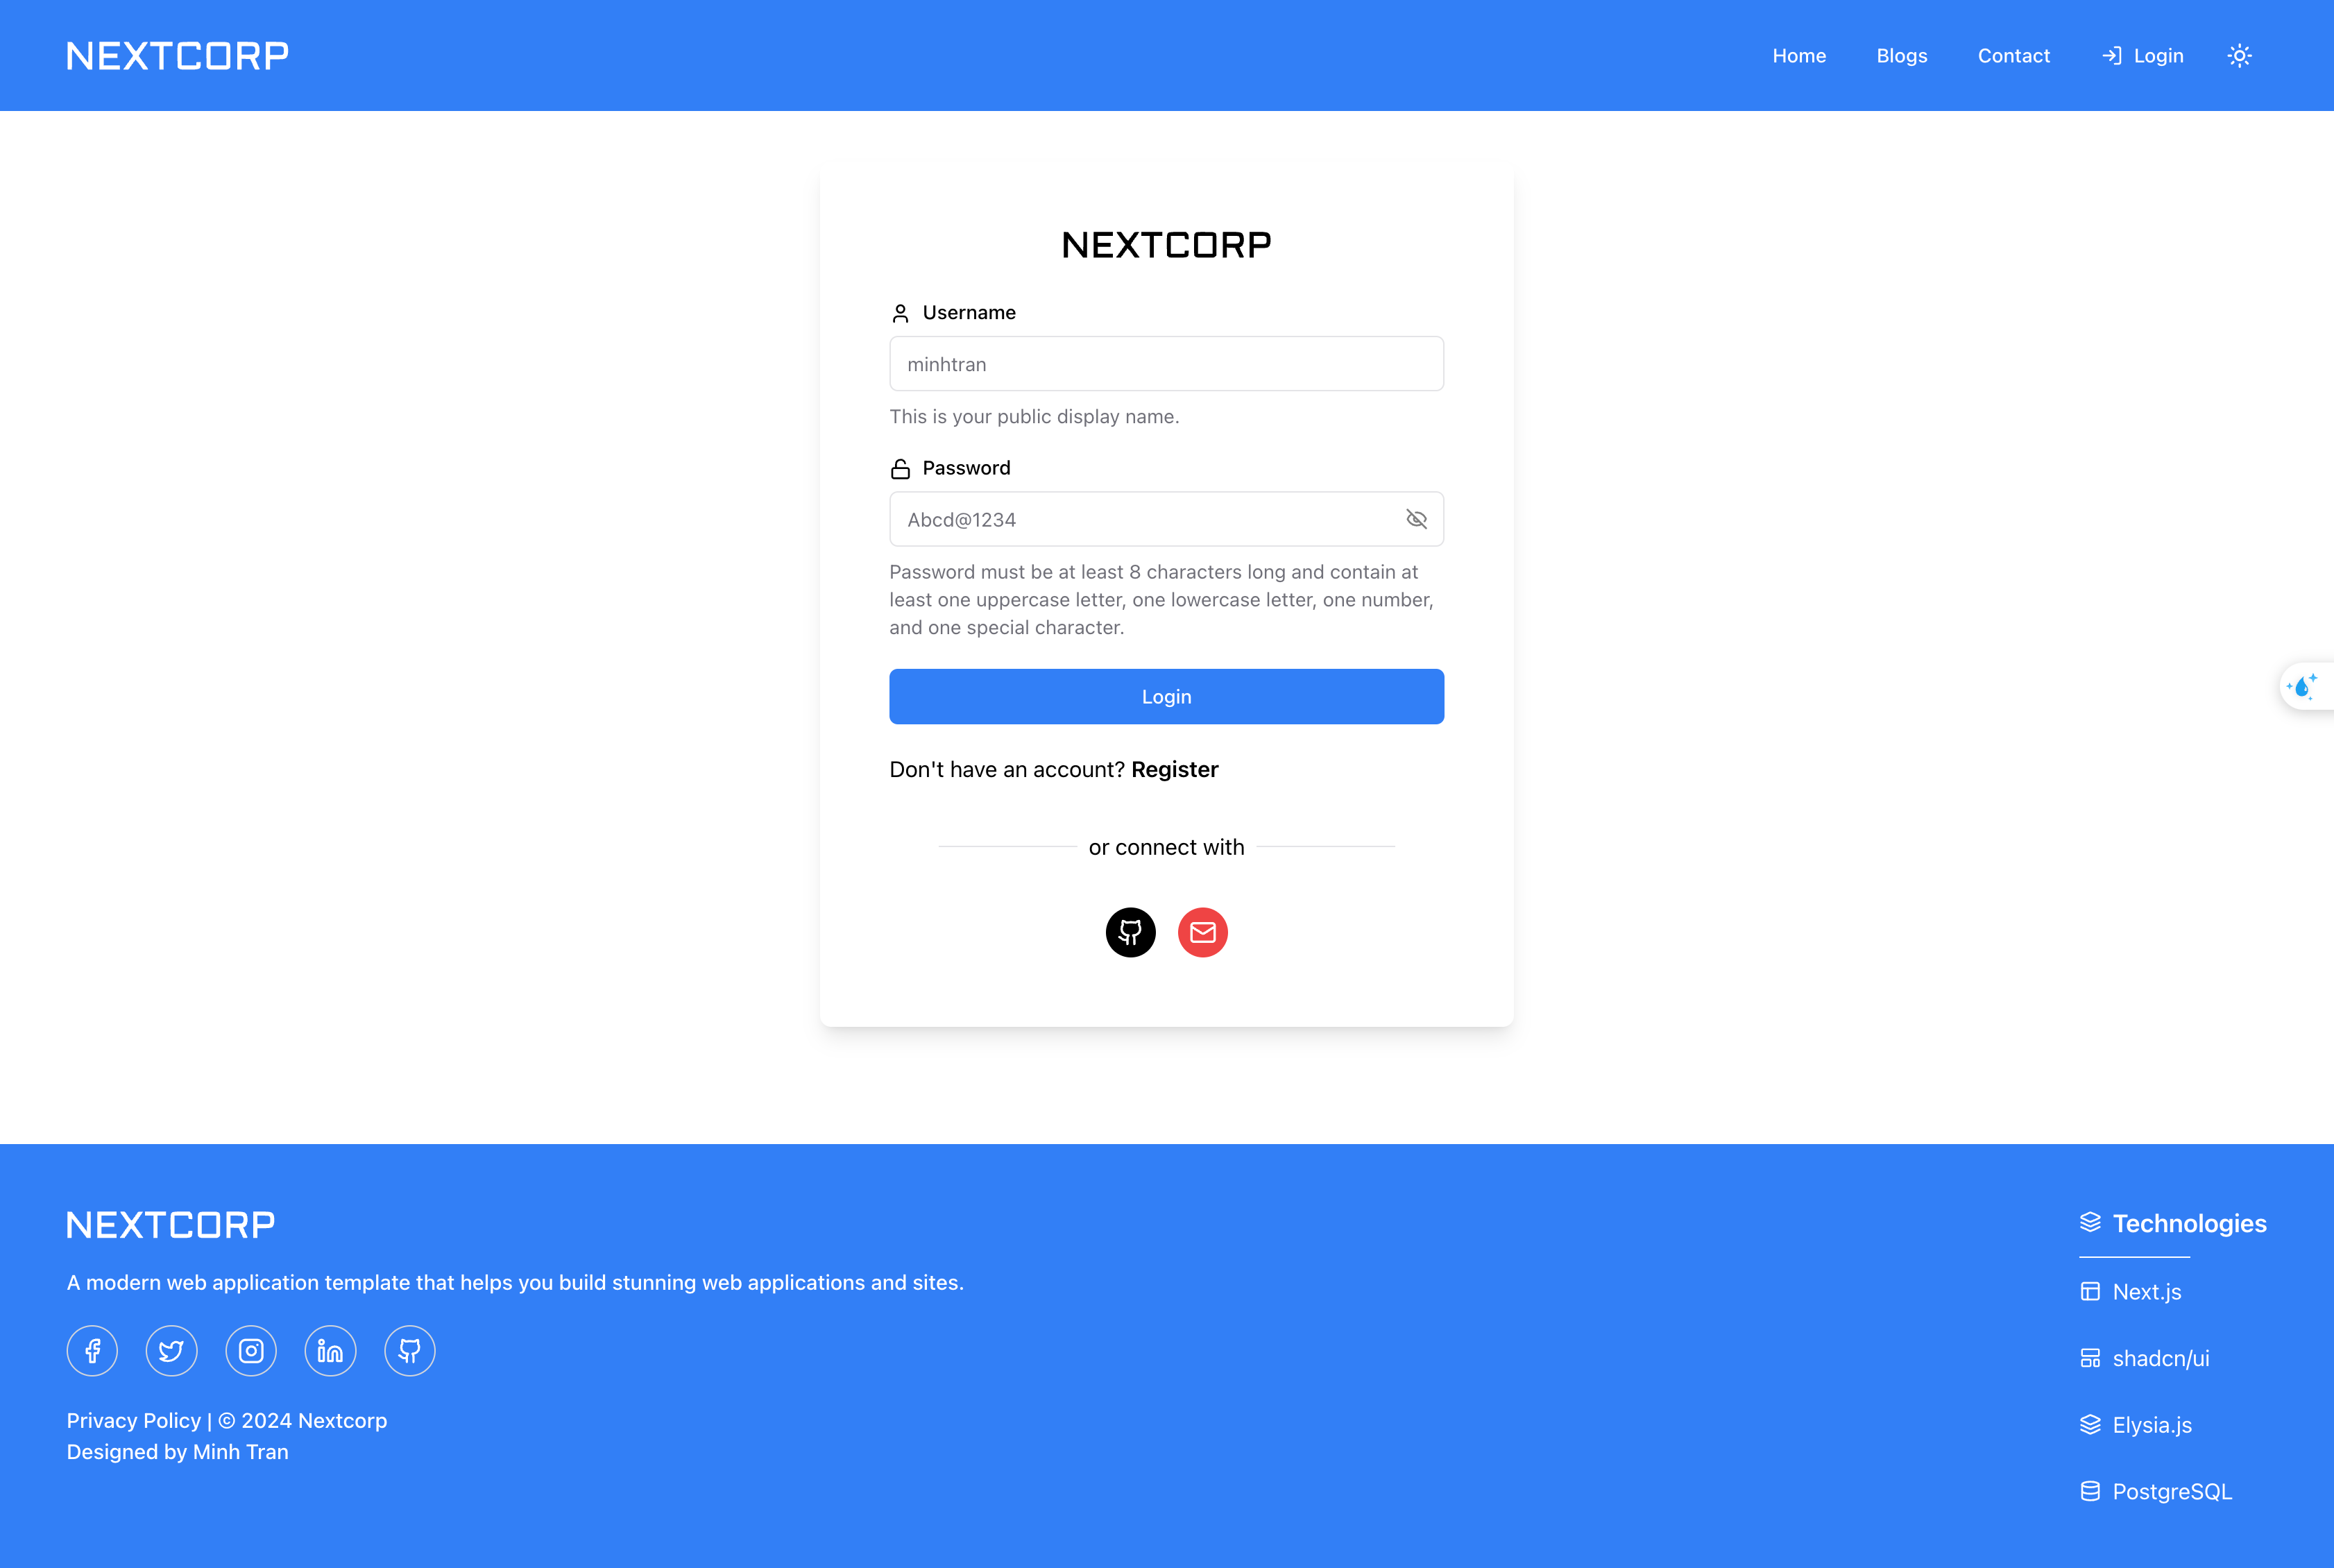 NEXTCORP
Home
Blogs
Contact
Login
NEXTCORP
Username
minhtran
This is your public display name.
Password
Abcd@1234
Password must be at least 8 characters long and contain at
least one uppercase letter, one lowercase letter, one number,
and one special character.
Login
Don't have an account? Register
or connect with
NEXTCORP
A modern web application template that helps you build stunning web applications and sites.
Privacy Policy | © 2024 Nextcorp
Designed by Minh Tran
Technologies
Next.js
shadcn/ui
Elysia.js
PostgreSQL